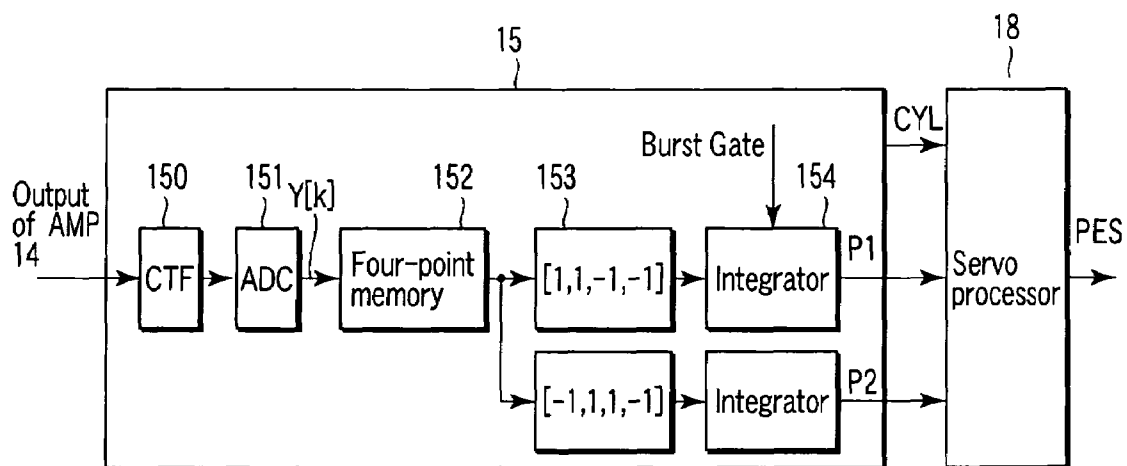 15
18
CYL
Burst Gate
150
151
Y[k]
152
153
154
Output
of AMP
14
CTF
ADC
Four-point
memory
[1,1,-1,-1]
Integrator
P1
Servo
processor
PES
[-1,1,1,-1]
Integrator
P2